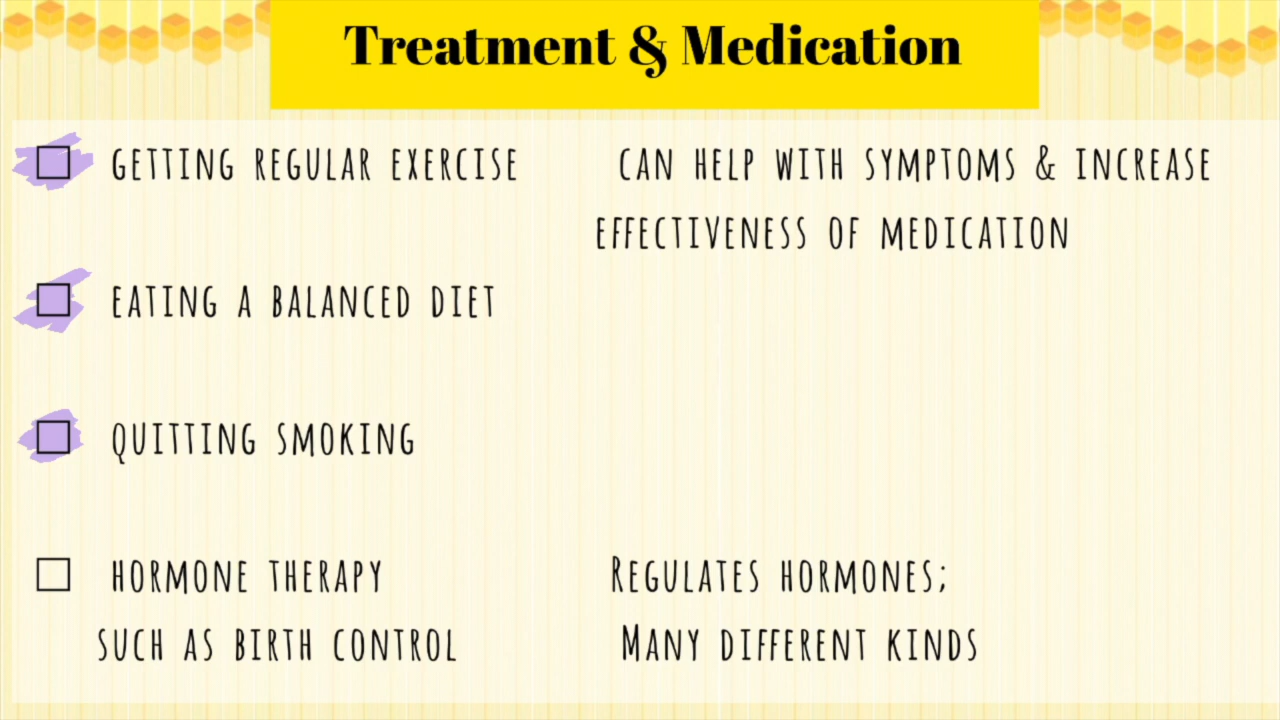 Treatment & Medication
☐ GETTING REGULAR EXERCISE CAN HELP WITH SYMPTOMS & INCREASE
EFFECTIVENESS OF MEDICATION
☐ EATING A BALANCED DIET
☐ QUITTING SMOKING
☐ HORMONE THERAPY REGULATES HORMONES;
SUCH AS BIRTH CONTROL MANY DIFFERENT KINDS